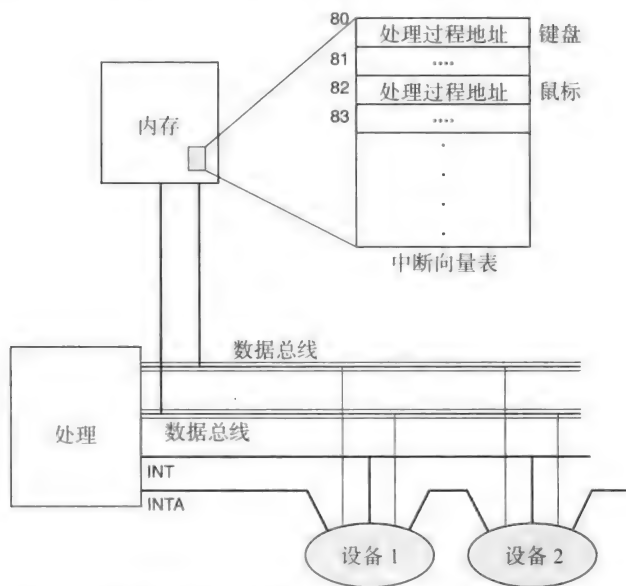 80 处理过程地址 键盘
81 ....
82 处理过程地址 鼠标
83 ....
内存
中断向量表
数据总线
处理
数据总线
INT
INTA
设备 1
设备 2